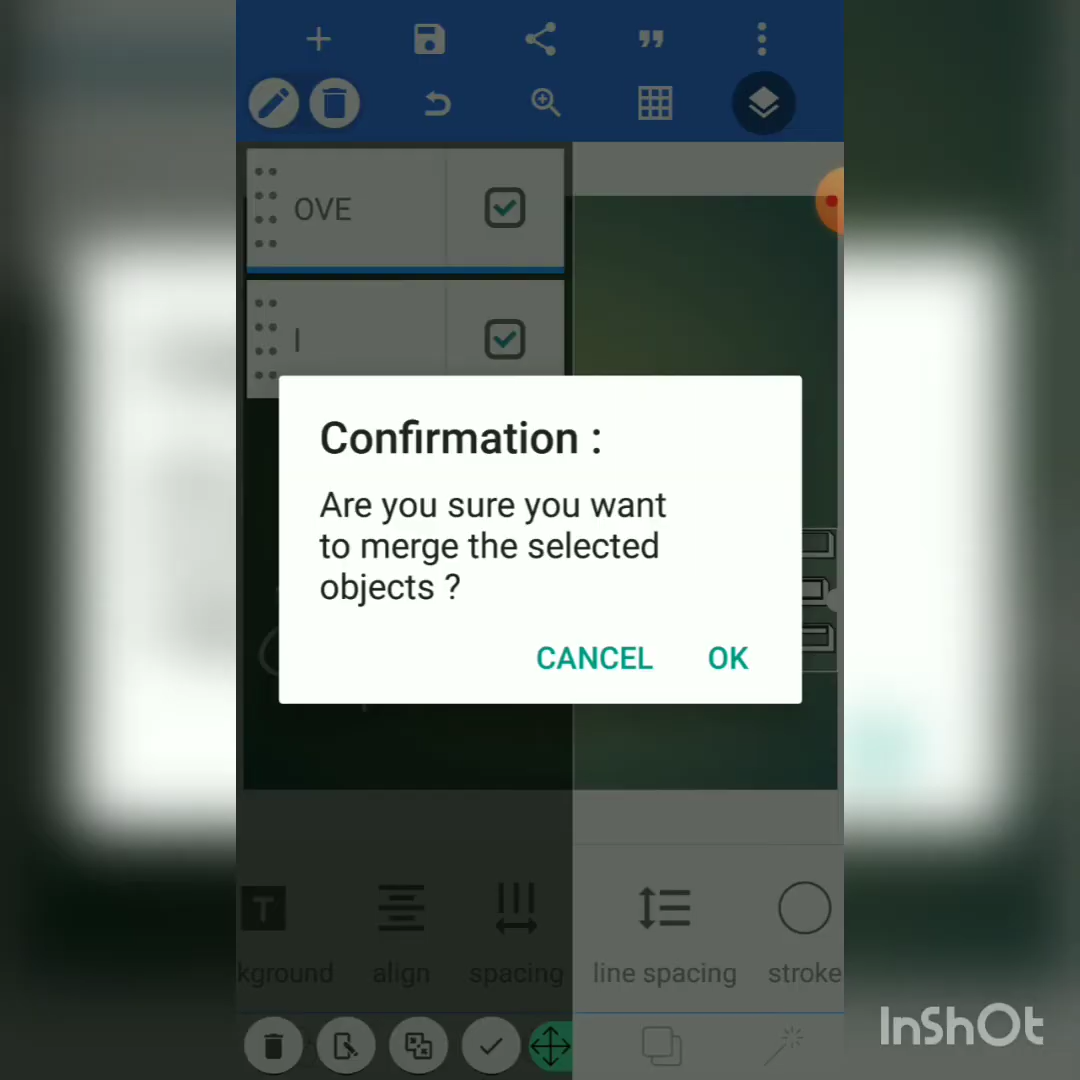 OVE
I
Confirmation :
Are you sure you want
to merge the selected
objects ?
CANCEL OK
kground align spacing line spacing stroke
InShOt